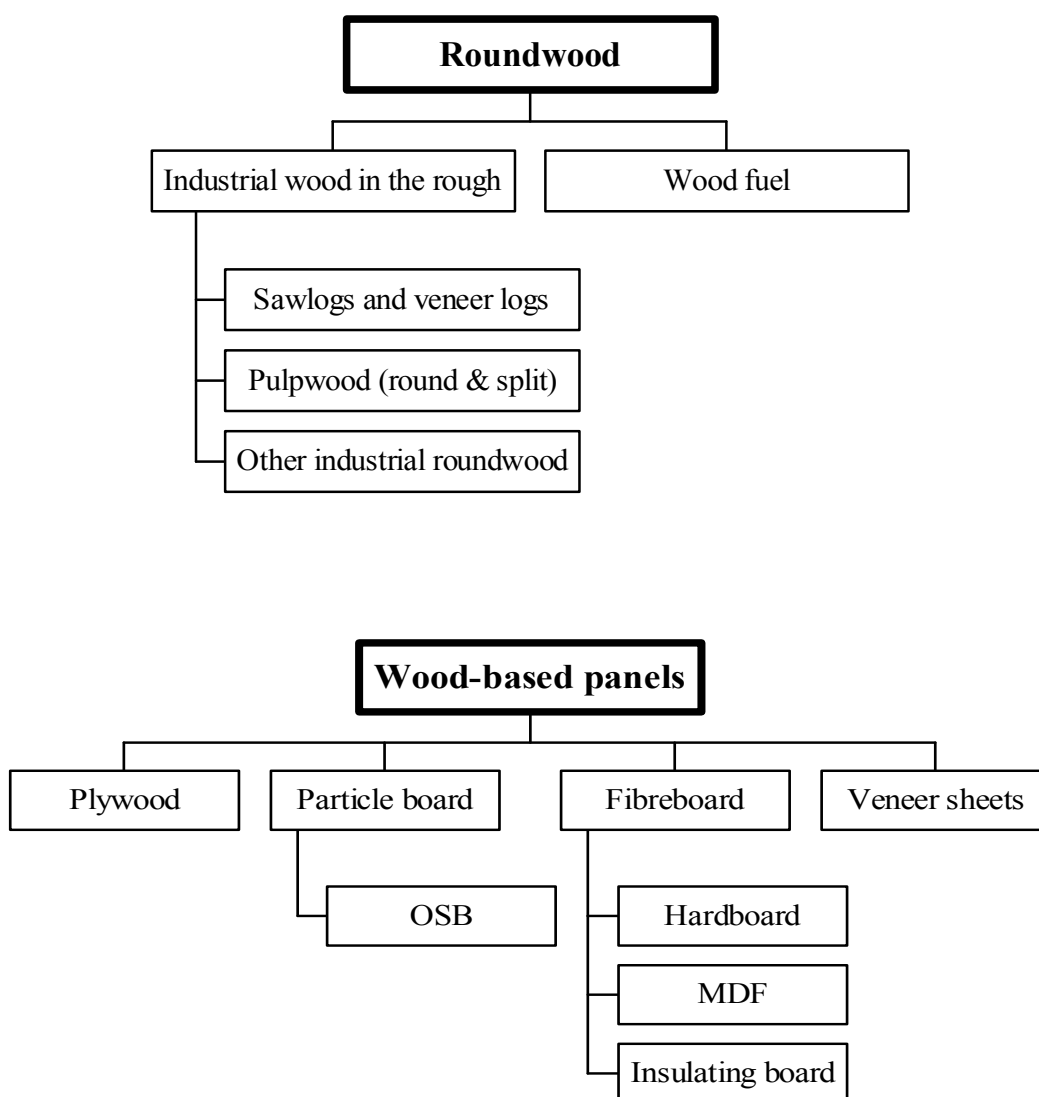 Roundwood
Industrial wood in the rough
Wood fuel
Sawlogs and veneer logs
Pulpwood (round & split)
Other industrial roundwood
Wood-based panels
Plywood
Particle board
Fibreboard
Veneer sheets
OSB
Hardboard
MDF
Insulating board